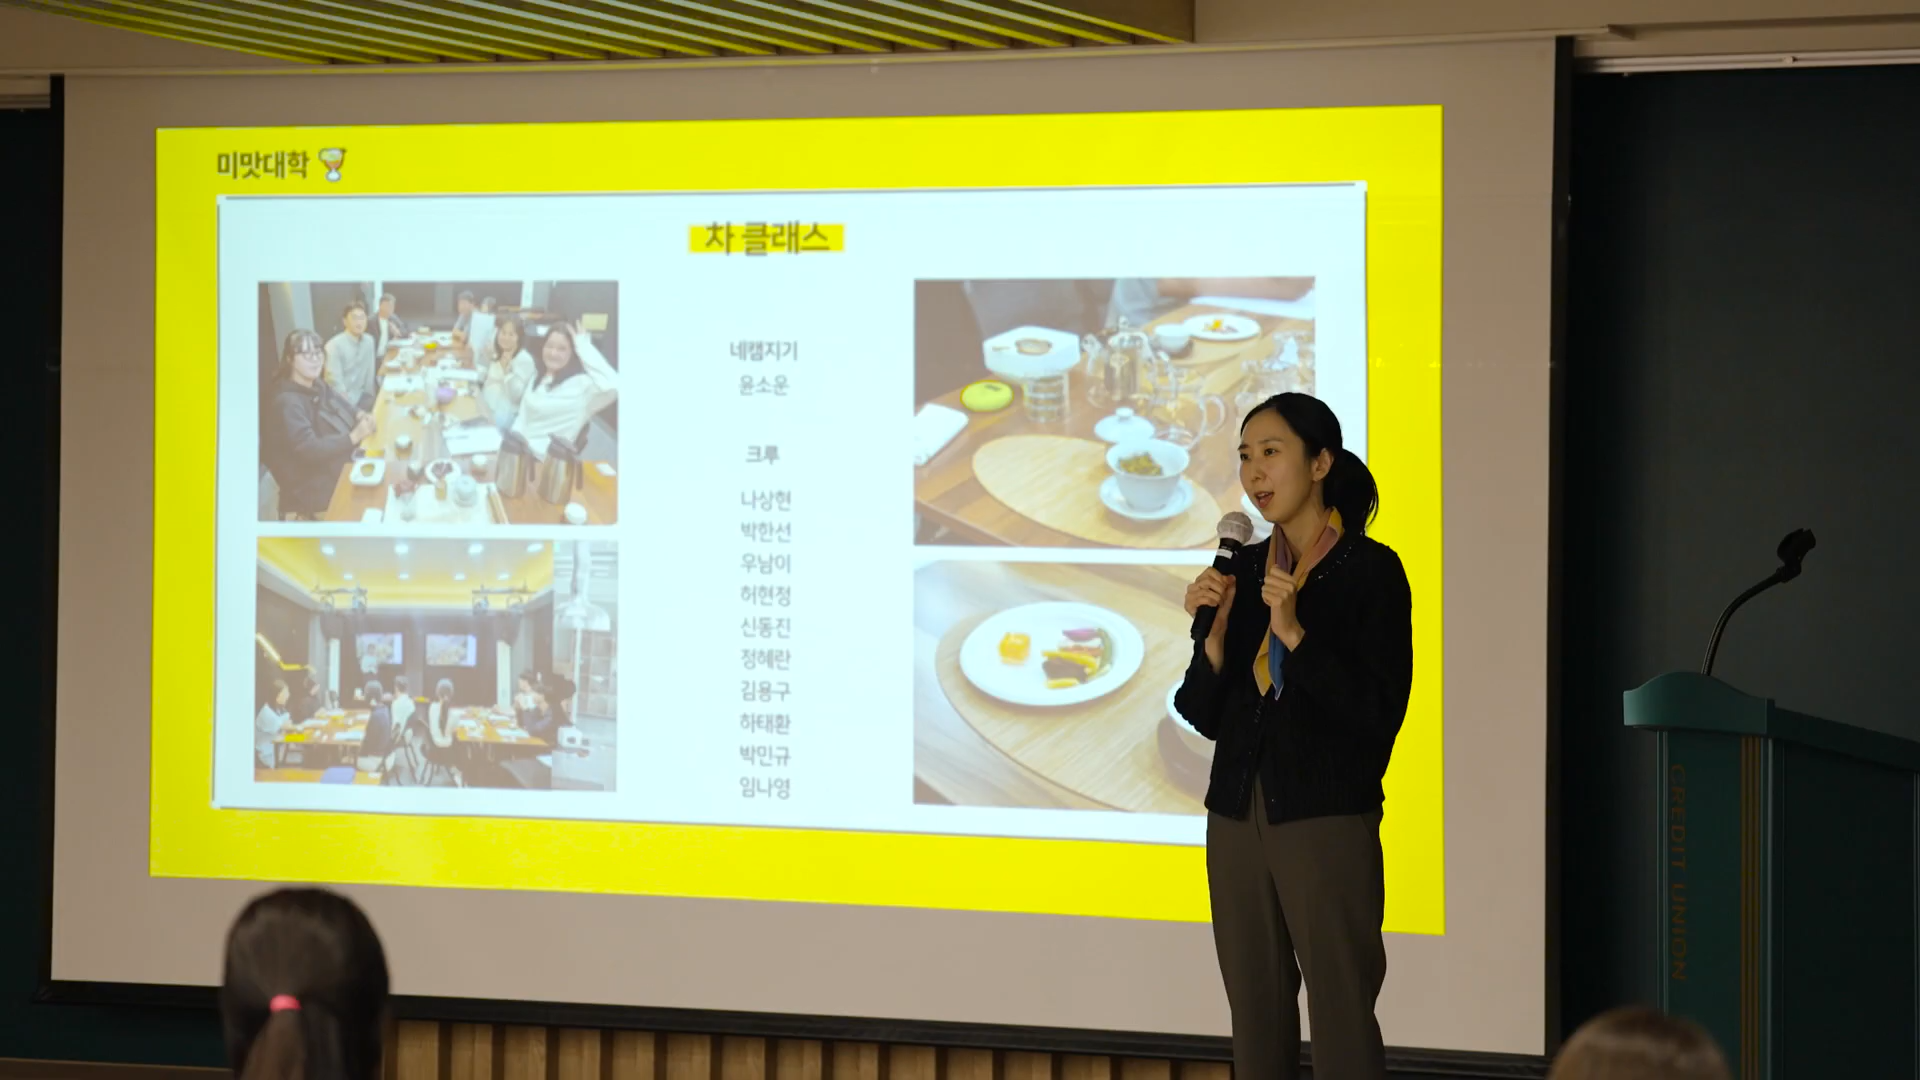 미맛대학
차 클래스
네캠지기
윤소운
크루
나상현
박한선
우남이
허현정
신동진
정혜란
김용구
하태환
박민규
임나영
CREDIT UNION